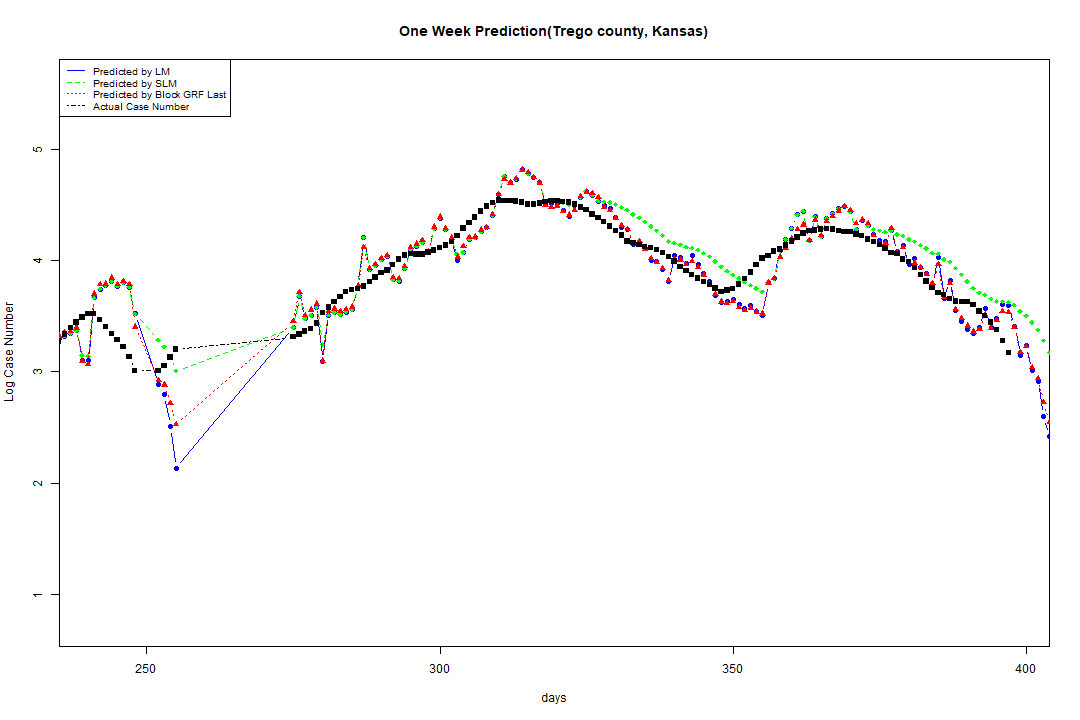 One Week Prediction(Trego county, Kansas)
Predicted by LM
Predicted by SLM
Predicted by Block GRF Last
Actual Case Number
5
4
3
2
1
Log Case Number
250 300 350 400
days